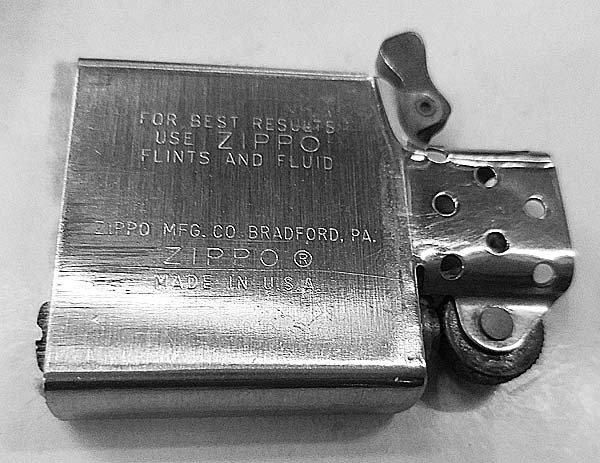 FOR BEST RESULTS
USE ZIPPO
FLINTS AND FLUID
ZIPPO MFG. CO BRADFORD, PA.
ZIPPO ®
MADE IN U.S.A